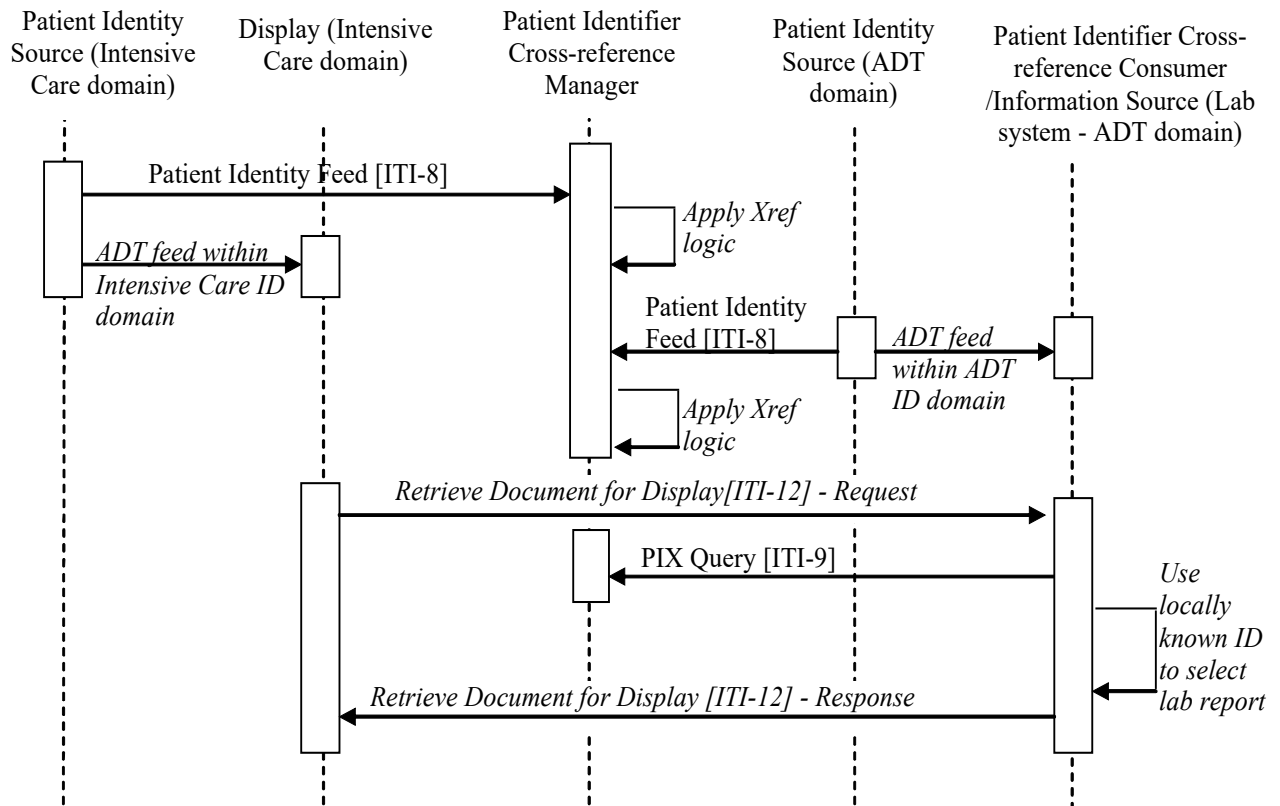 Patient Identity
Source (Intensive
Care domain)
Display (Intensive
Care domain)
Patient Identifier
Cross-reference
Manager
Patient Identity
Source (ADT
domain)
Patient Identifier Cross-
reference Consumer
/Information Source (Lab
system - ADT domain)
Patient Identity Feed [ITI-8]
Apply Xref
logic
ADT feed within
Intensive Care ID
domain
Patient Identity
Feed [ITI-8]
ADT feed
within ADT
ID domain
Apply Xref
logic
Retrieve Document for Display[ITI-12] - Request
PIX Query [ITI-9]
Use
locally
known ID
to select
lab report
Retrieve Document for Display [ITI-12] - Response